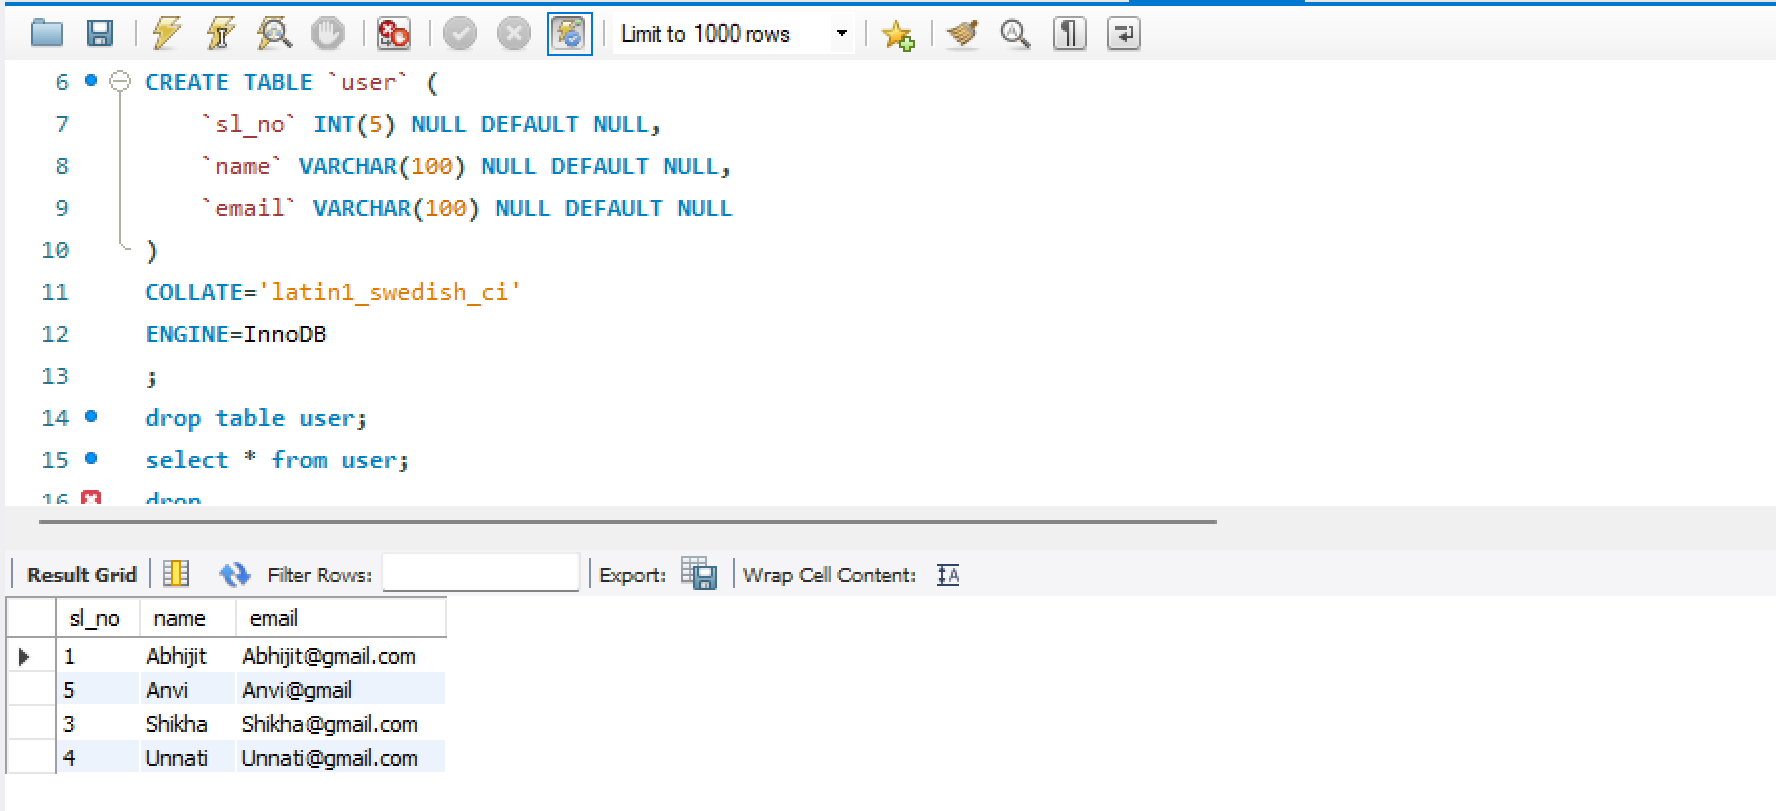 Limit to 1000 rows
6 CREATE TABLE `user` (
7 `sl_no` INT(5) NULL DEFAULT NULL,
8 `name` VARCHAR(100) NULL DEFAULT NULL,
9 `email` VARCHAR(100) NULL DEFAULT NULL
10 )
11 COLLATE='latin1_swedish_ci'
12 ENGINE=InnoDB
13 ;
14 drop table user;
15 select * from user;
16 drop
Result Grid Filter Rows: Export: Wrap Cell Content:
sl_no name email
1 Abhijit Abhijit@gmail.com
5 Anvi Anvi@gmail
3 Shikha Shikha@gmail.com
4 Unnati Unnati@gmail.com